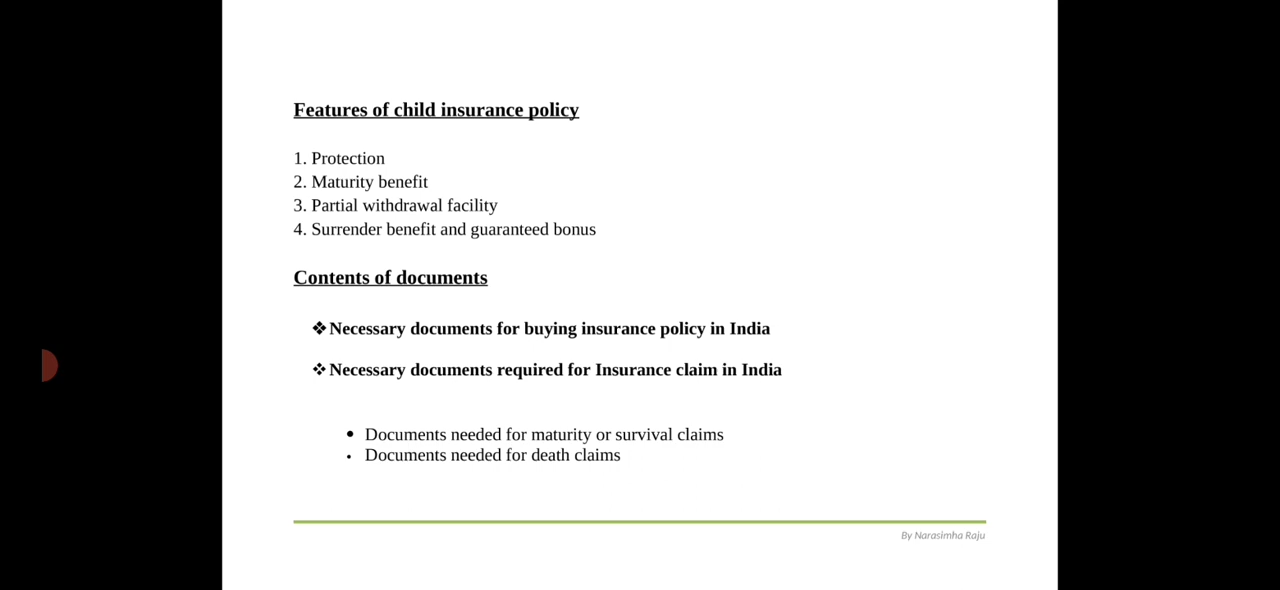 Features of child insurance policy
1. Protection
2. Maturity benefit
3. Partial withdrawal facility
4. Surrender benefit and guaranteed bonus
Contents of documents
❖Necessary documents for buying insurance policy in India
❖Necessary documents required for Insurance claim in India
• Documents needed for maturity or survival claims
• Documents needed for death claims
By Narasimha Raju